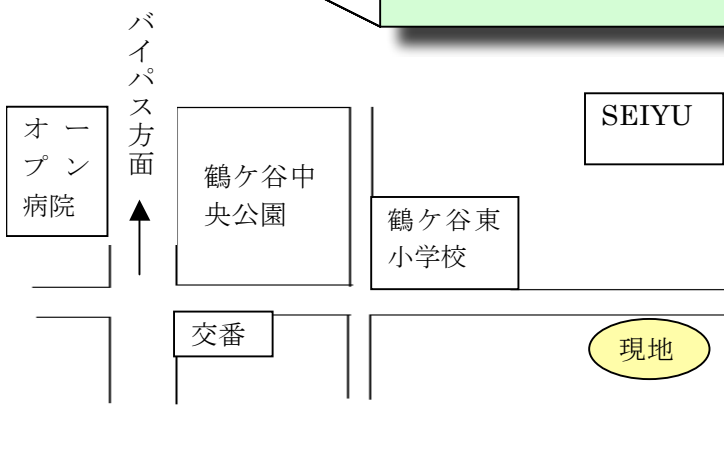 バイパス方面
SEIYU
オープン
病院
鶴ケ谷中
央公園
鶴ケ谷東
小学校
交番
現地